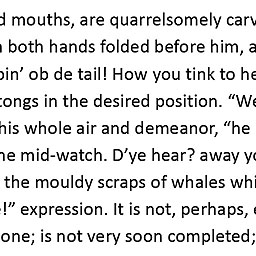 d mouths, are quarrelsomely carv
both hands folded before him, a
pin’ ob de tail! How you tink to he
tongs in the desired position. “We
his whole air and demeanor, “he
he mid-watch. D’ye hear? away yo
the mouldy scraps of whales whi
!” expression. It is not, perhaps,
one; is not very soon completed;